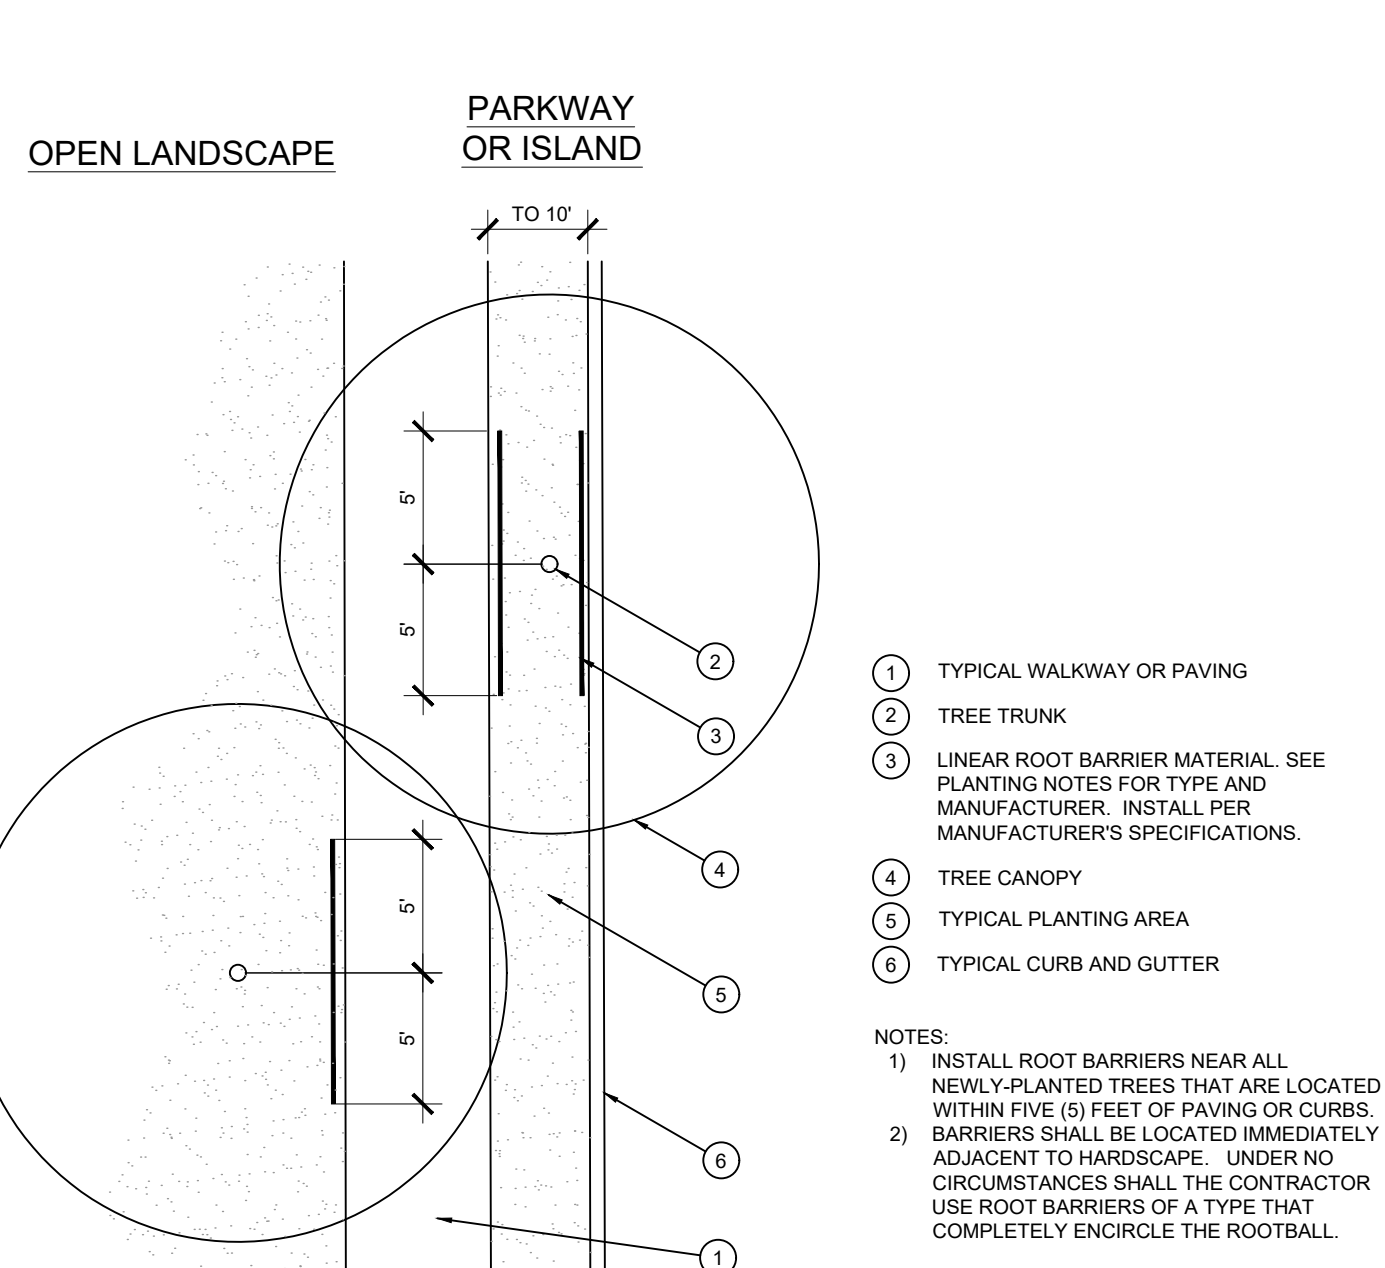 OPEN LANDSCAPE
PARKWAY
OR ISLAND
TO 10'
5'
5'
5'
5'
2
3
4
5
6
1
1 TYPICAL WALKWAY OR PAVING
2 TREE TRUNK
3 LINEAR ROOT BARRIER MATERIAL. SEE
PLANTING NOTES FOR TYPE AND
MANUFACTURER. INSTALL PER
MANUFACTURER'S SPECIFICATIONS.
4 TREE CANOPY
5 TYPICAL PLANTING AREA
6 TYPICAL CURB AND GUTTER
NOTES:
1) INSTALL ROOT BARRIERS NEAR ALL
NEWLY-PLANTED TREES THAT ARE LOCATED
WITHIN FIVE (5) FEET OF PAVING OR CURBS.
2) BARRIERS SHALL BE LOCATED IMMEDIATELY
ADJACENT TO HARDSCAPE. UNDER NO
CIRCUMSTANCES SHALL THE CONTRACTOR
USE ROOT BARRIERS OF A TYPE THAT
COMPLETELY ENCIRCLE THE ROOTBALL.